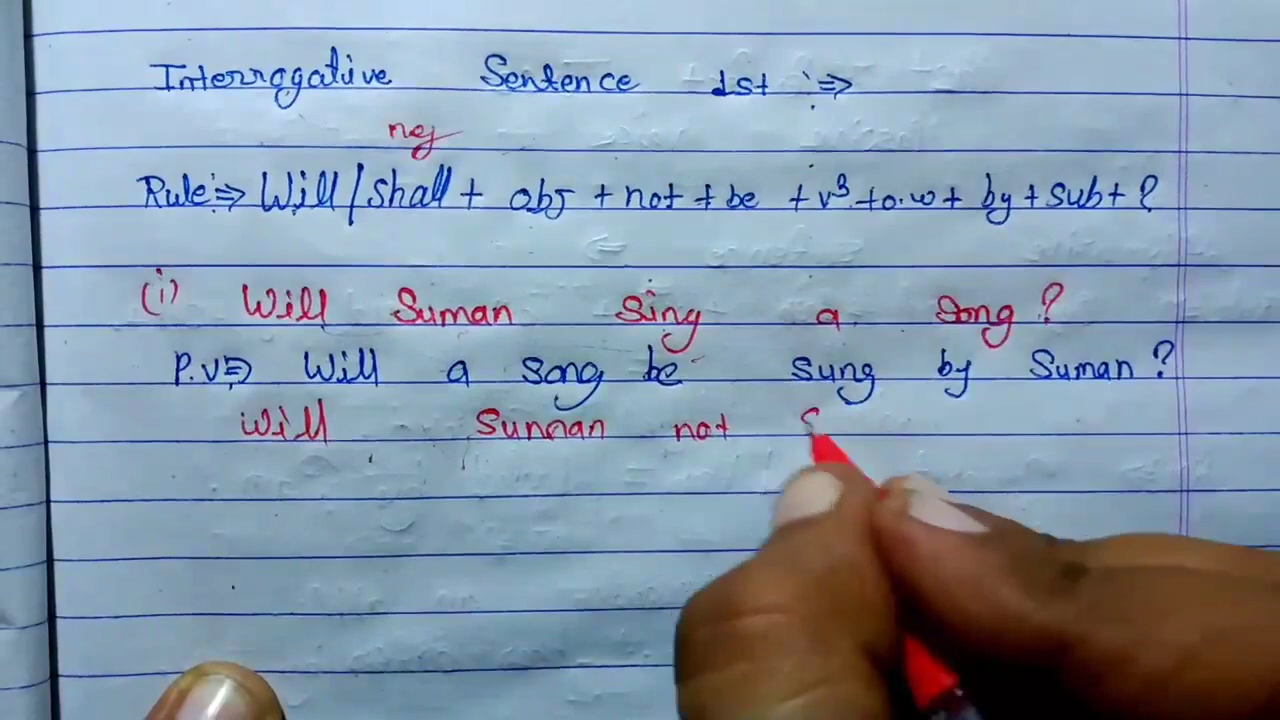 Interrogative Sentence 1st :⇒
neg
Rule:⇒ Will/Shall + obj + not + be + v³ + o.w + by + sub + ?
(i) Will Suman sing a Song?
P.V⇒ Will a song be sung by Suman?
Will Suman not S